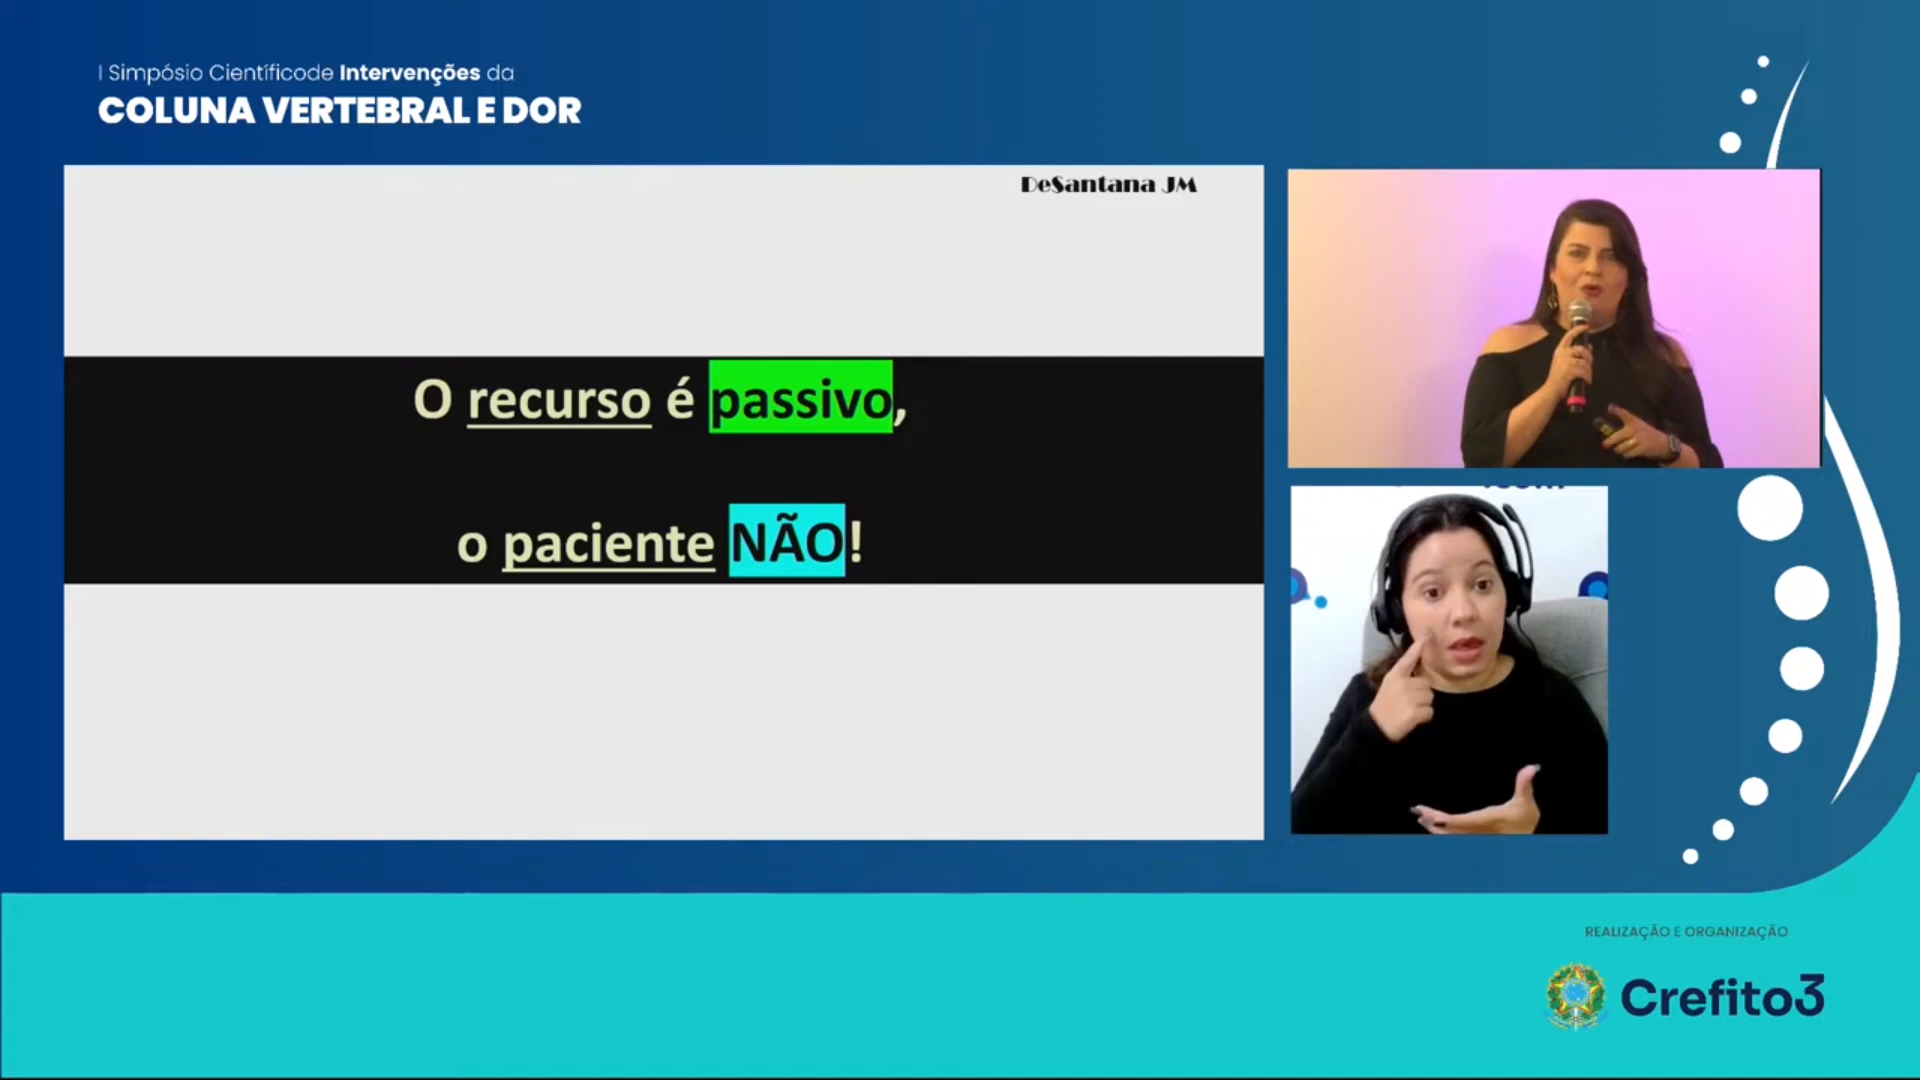 I Simpósio Científicode Intervenções da
COLUNA VERTEBRAL E DOR
DeSantana JM
O recurso é passivo,
o paciente NÃO!
REALIZAÇÃO E ORGANIZAÇÃO
Crefito3